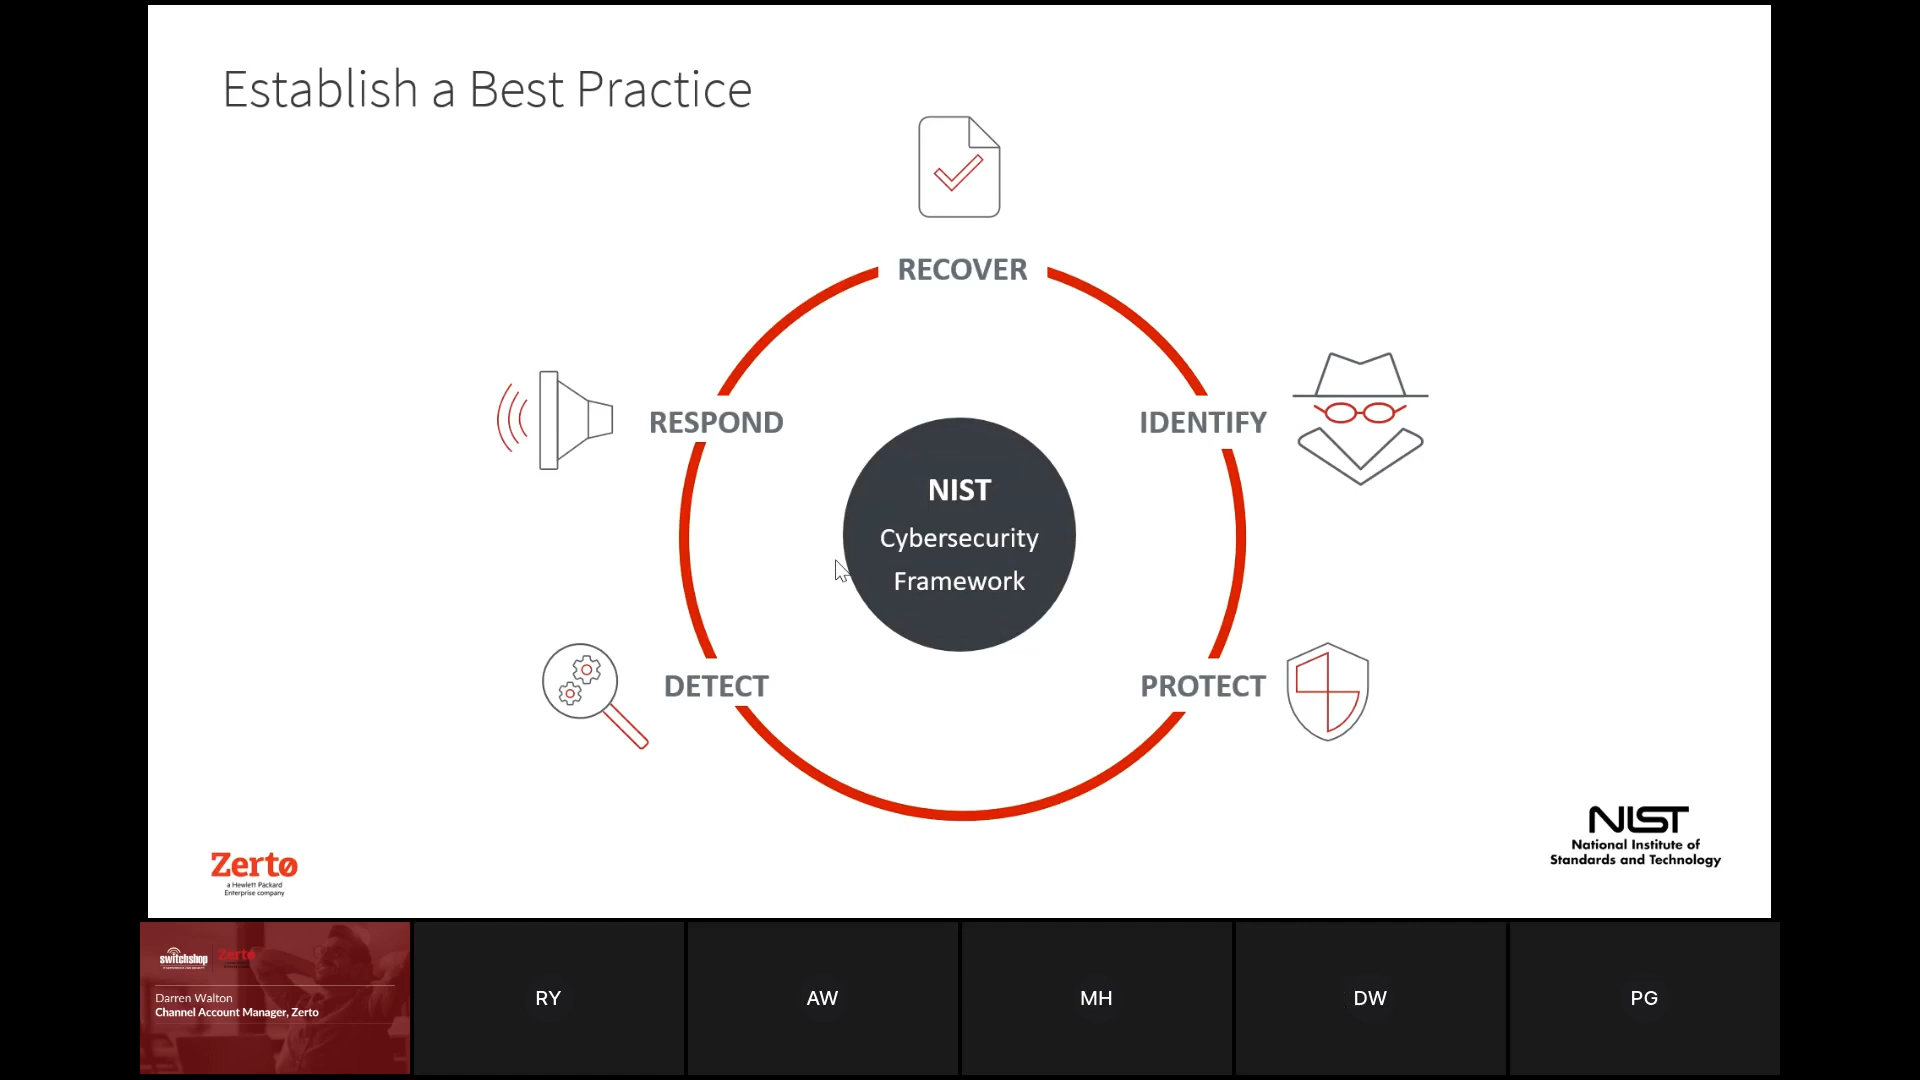 Establish a Best Practice
RECOVER
RESPOND
IDENTIFY
NIST
Cybersecurity
Framework
DETECT
PROTECT
NIST
National Institute of
Standards and Technology
Zerto
a Hewlett Packard
Enterprise company
switchshop
Zerto
Darren Walton
Channel Account Manager, Zerto
RY
AW
MH
DW
PG